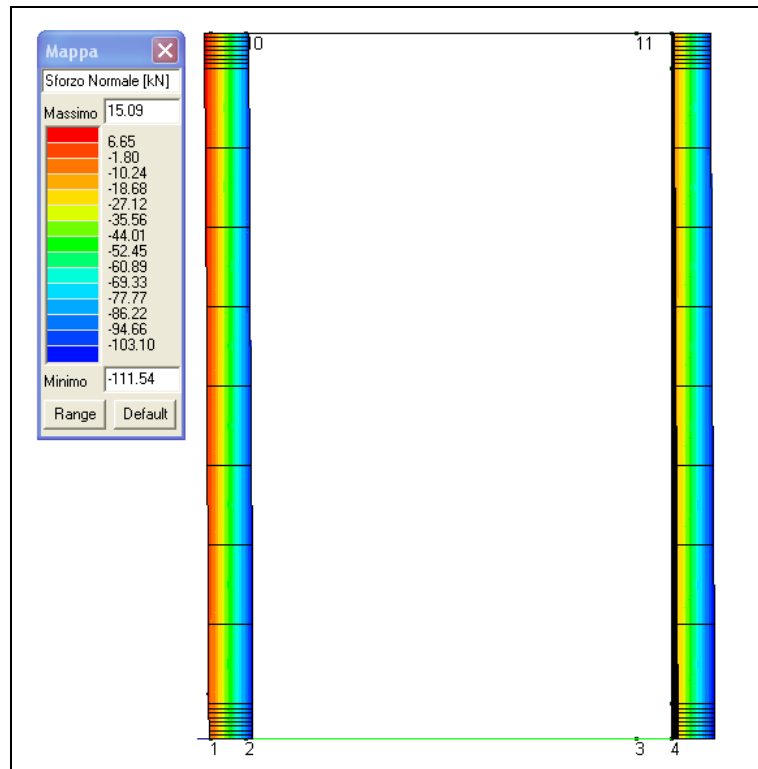 Mappa
Sforzo Normale [kN]
Massimo 15.09
6.65
-1.80
-10.24
-18.68
-27.12
-35.56
-44.01
-52.45
-60.89
-69.33
-77.77
-86.22
-94.66
-103.10
Minimo -111.54
Range Default
10 11
1 2 3 4